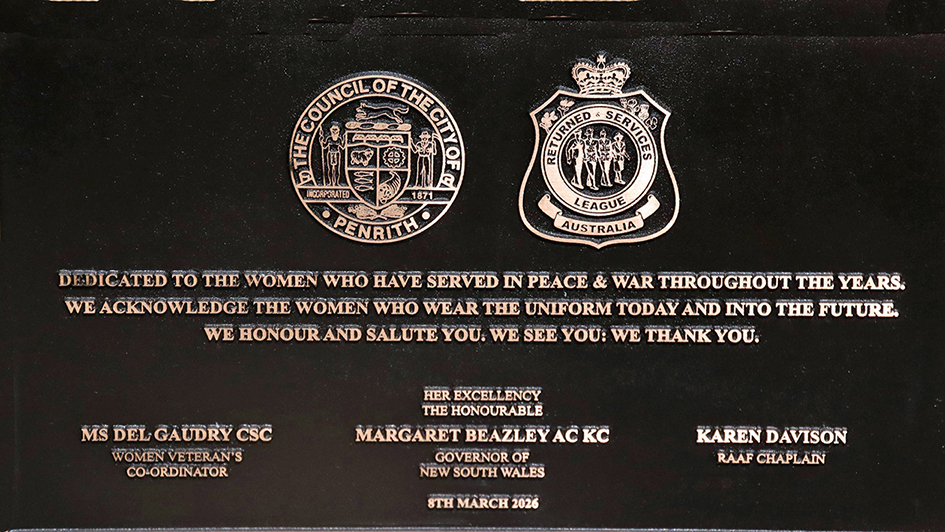 THE COUNCIL OF THE CITY OF
INCORPORATED 1871
PENRITH
RETURNED & SERVICES
LEAGUE
AUSTRALIA
DEDICATED TO THE WOMEN WHO HAVE SERVED IN PEACE & WAR THROUGHOUT THE YEARS.
WE ACKNOWLEDGE THE WOMEN WHO WEAR THE UNIFORM TODAY AND INTO THE FUTURE.
WE HONOUR AND SALUTE YOU. WE SEE YOU. WE THANK YOU.
HER EXCELLENCY
THE HONOURABLE
MS DEL GAUDRY CSC
WOMEN VETERAN'S
CO-ORDINATOR
MARGARET BEAZLEY AC KC
GOVERNOR OF
NEW SOUTH WALES
KAREN DAVISON
RAAF CHAPLAIN
8TH MARCH 2026